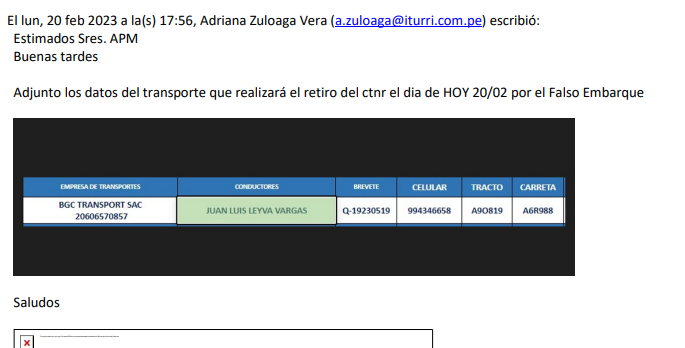 El lun, 20 feb 2023 a la(s) 17:56, Adriana Zuloaga Vera (a.zuloaga@iturri.com.pe) escribió:
Estimados Sres. APM
Buenas tardes
Adjunto los datos del transporte que realizará el retiro del ctnr el dia de HOY 20/02 por el Falso Embarque
EMPRESA DE TRANSPORTES CONDUCTORES BREVETE CELULAR TRACTO CARRETA
BGC TRANSPORT SAC
20606570857 JUAN LUIS LEYVA VARGAS Q-19230519 994346658 A9O819 A6R988
Saludos